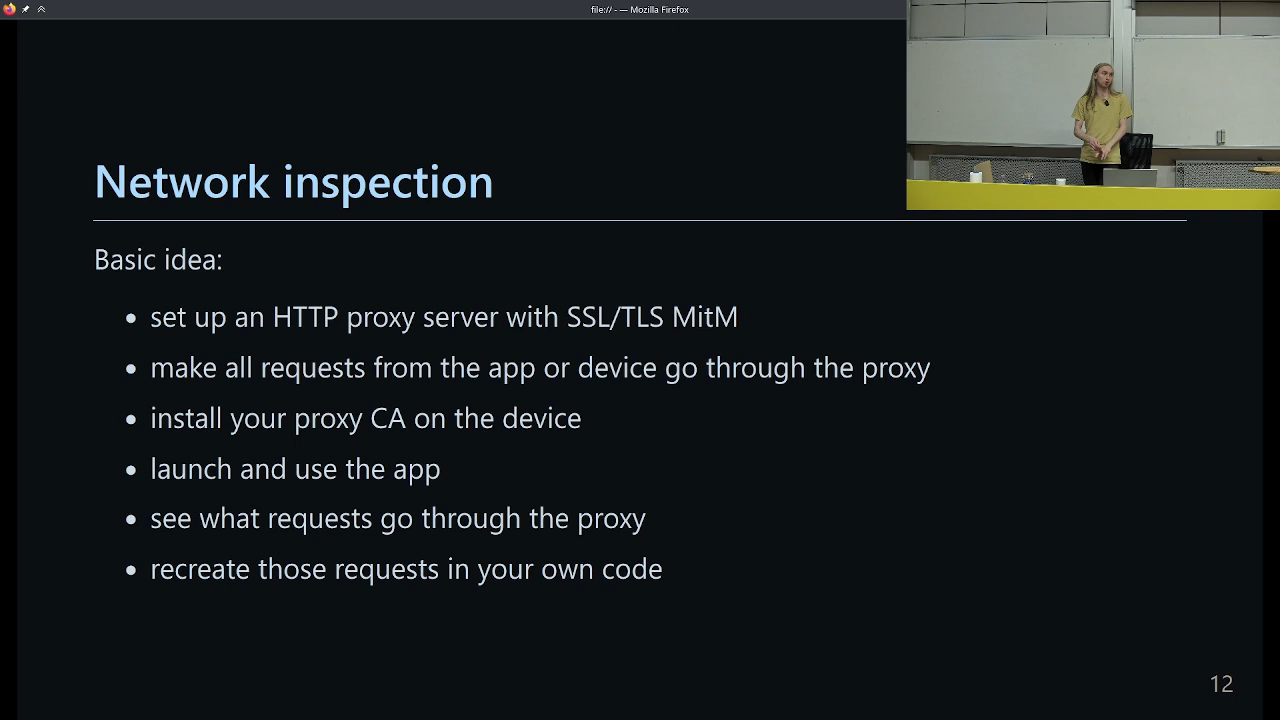 file:// - — Mozilla Firefox
Network inspection
Basic idea:
• set up an HTTP proxy server with SSL/TLS MitM
• make all requests from the app or device go through the proxy
• install your proxy CA on the device
• launch and use the app
• see what requests go through the proxy
• recreate those requests in your own code
12